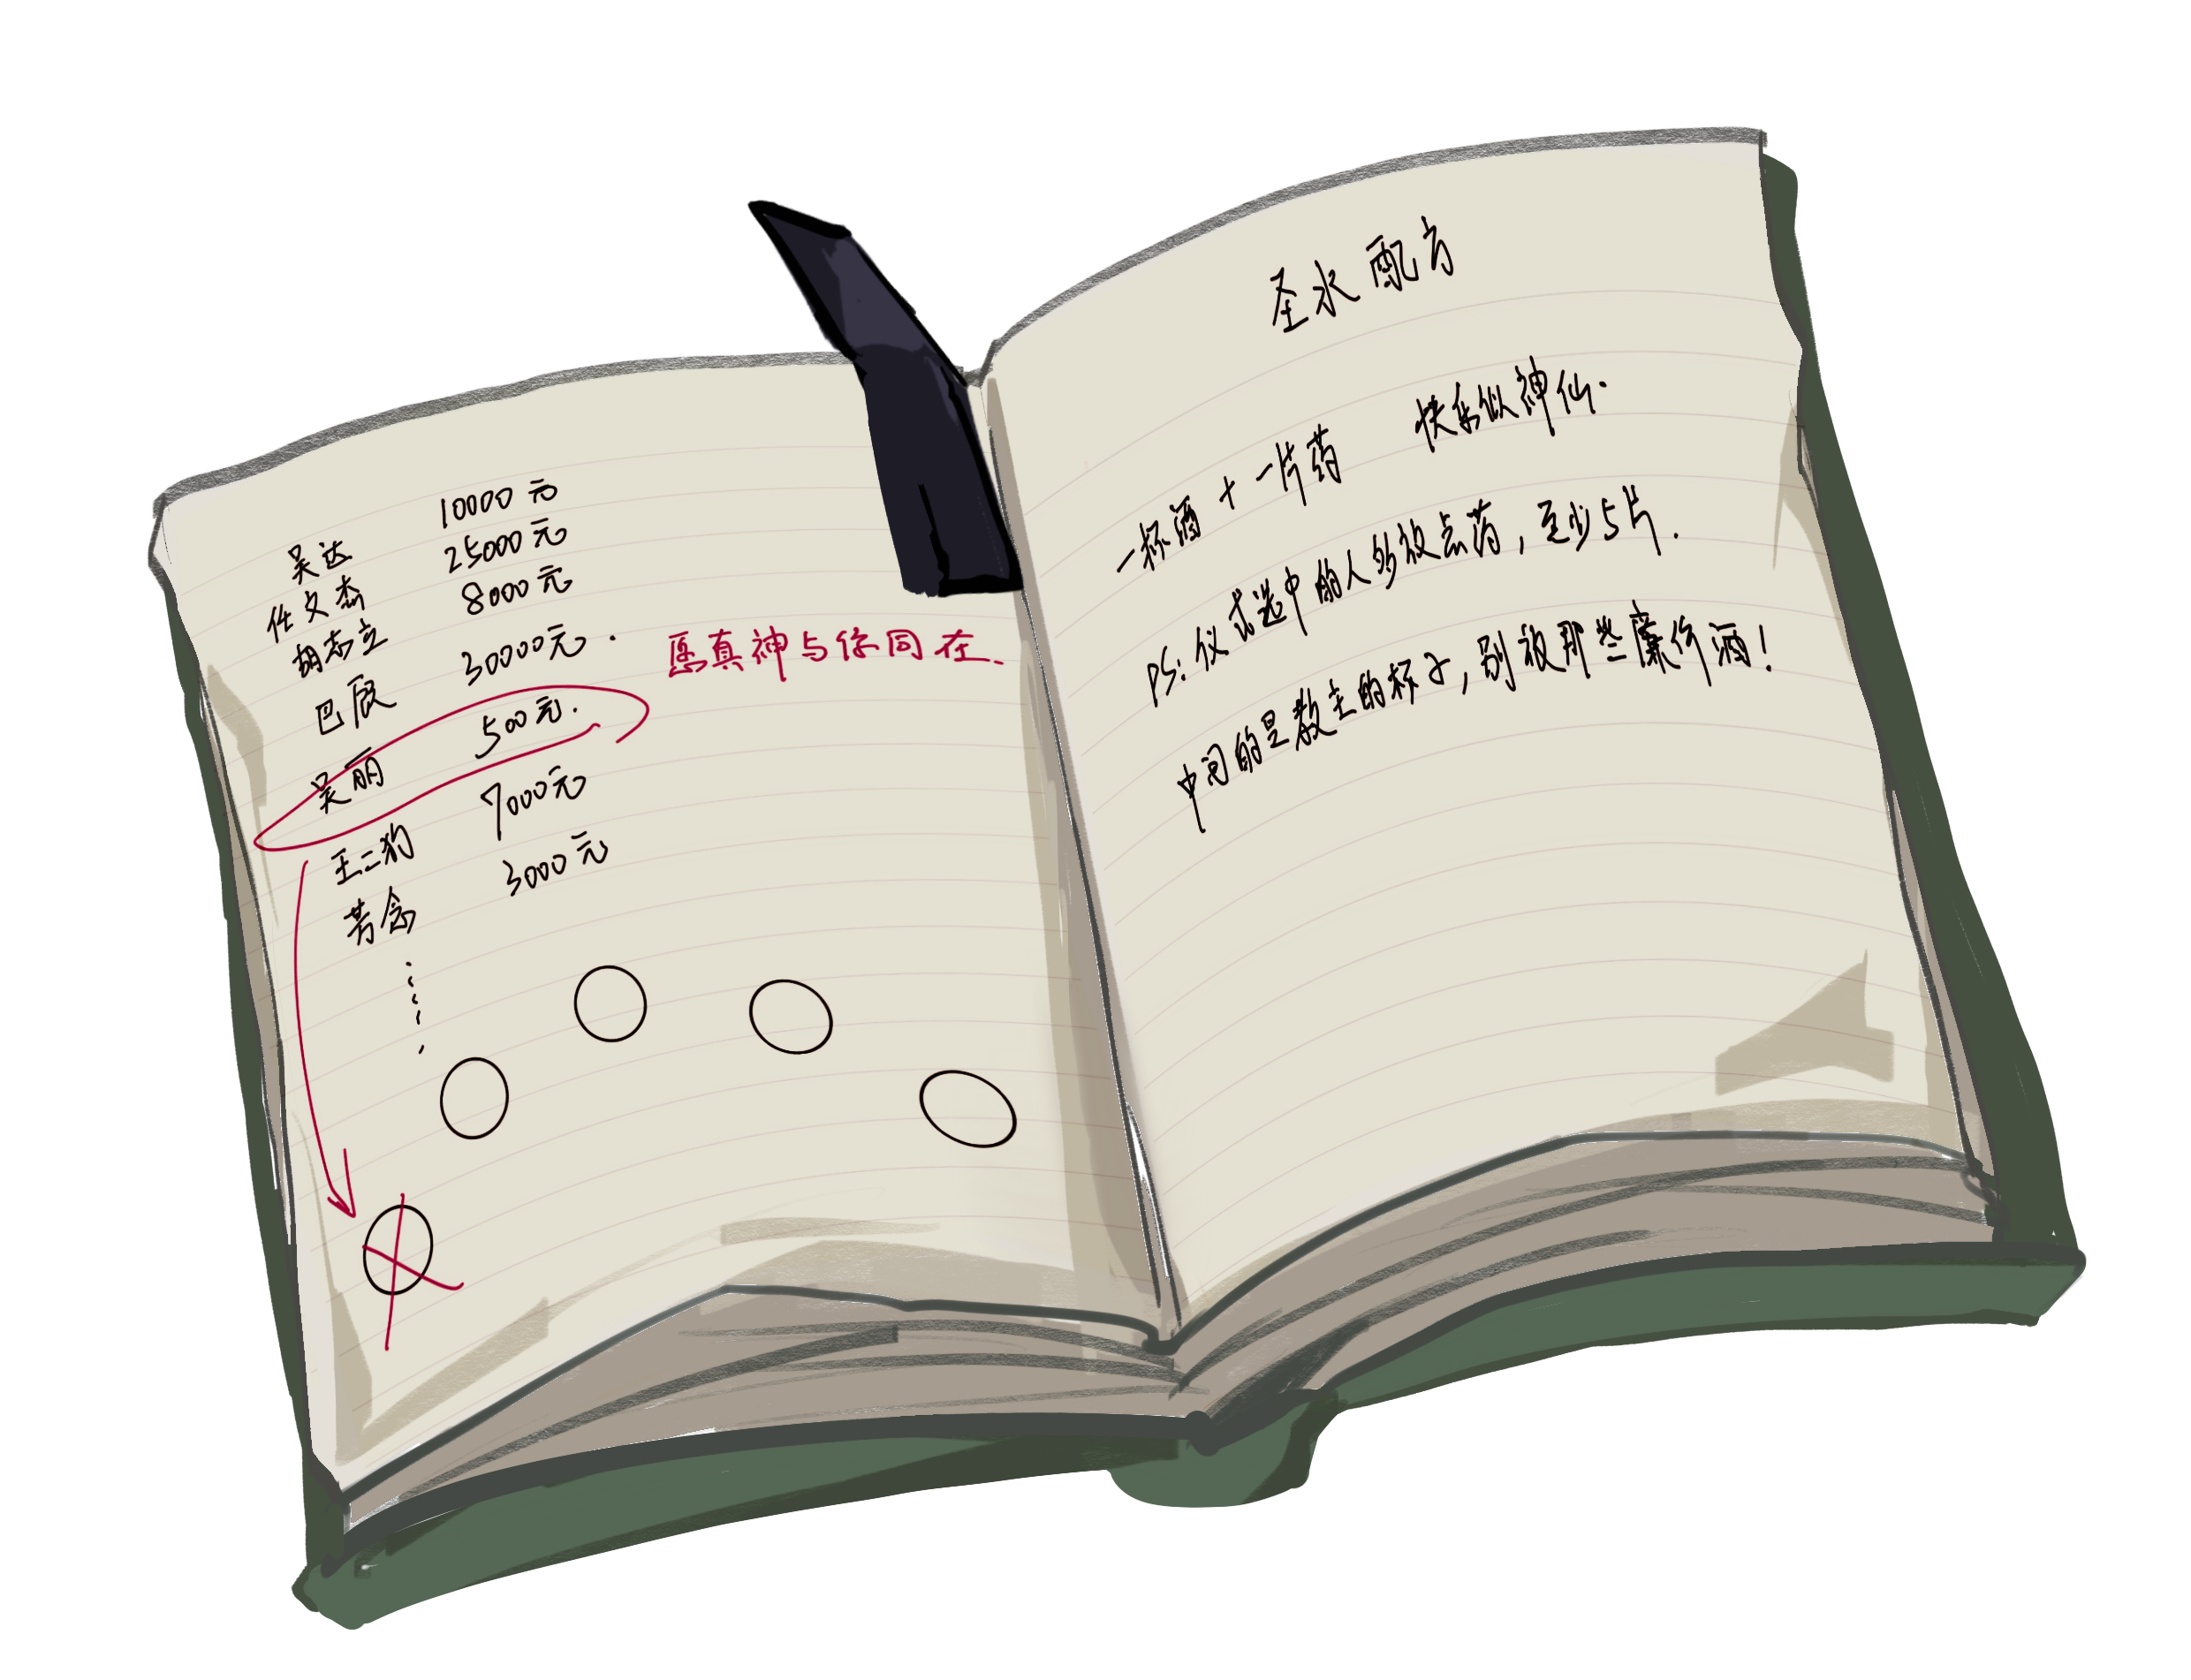 吴达 10000元
任文杰 25000元
胡志立 8000元
巴辰 30000元.
愿真神与你同在.
吴丽 500元.
王二狗 7000元
芳念 3000元
......
圣水配方
一杯酒+一片药 快乐似神仙.
PS:仪式选中的人多放点药,至少5片.
中间的是教主的杯子,别放那些廉价酒!